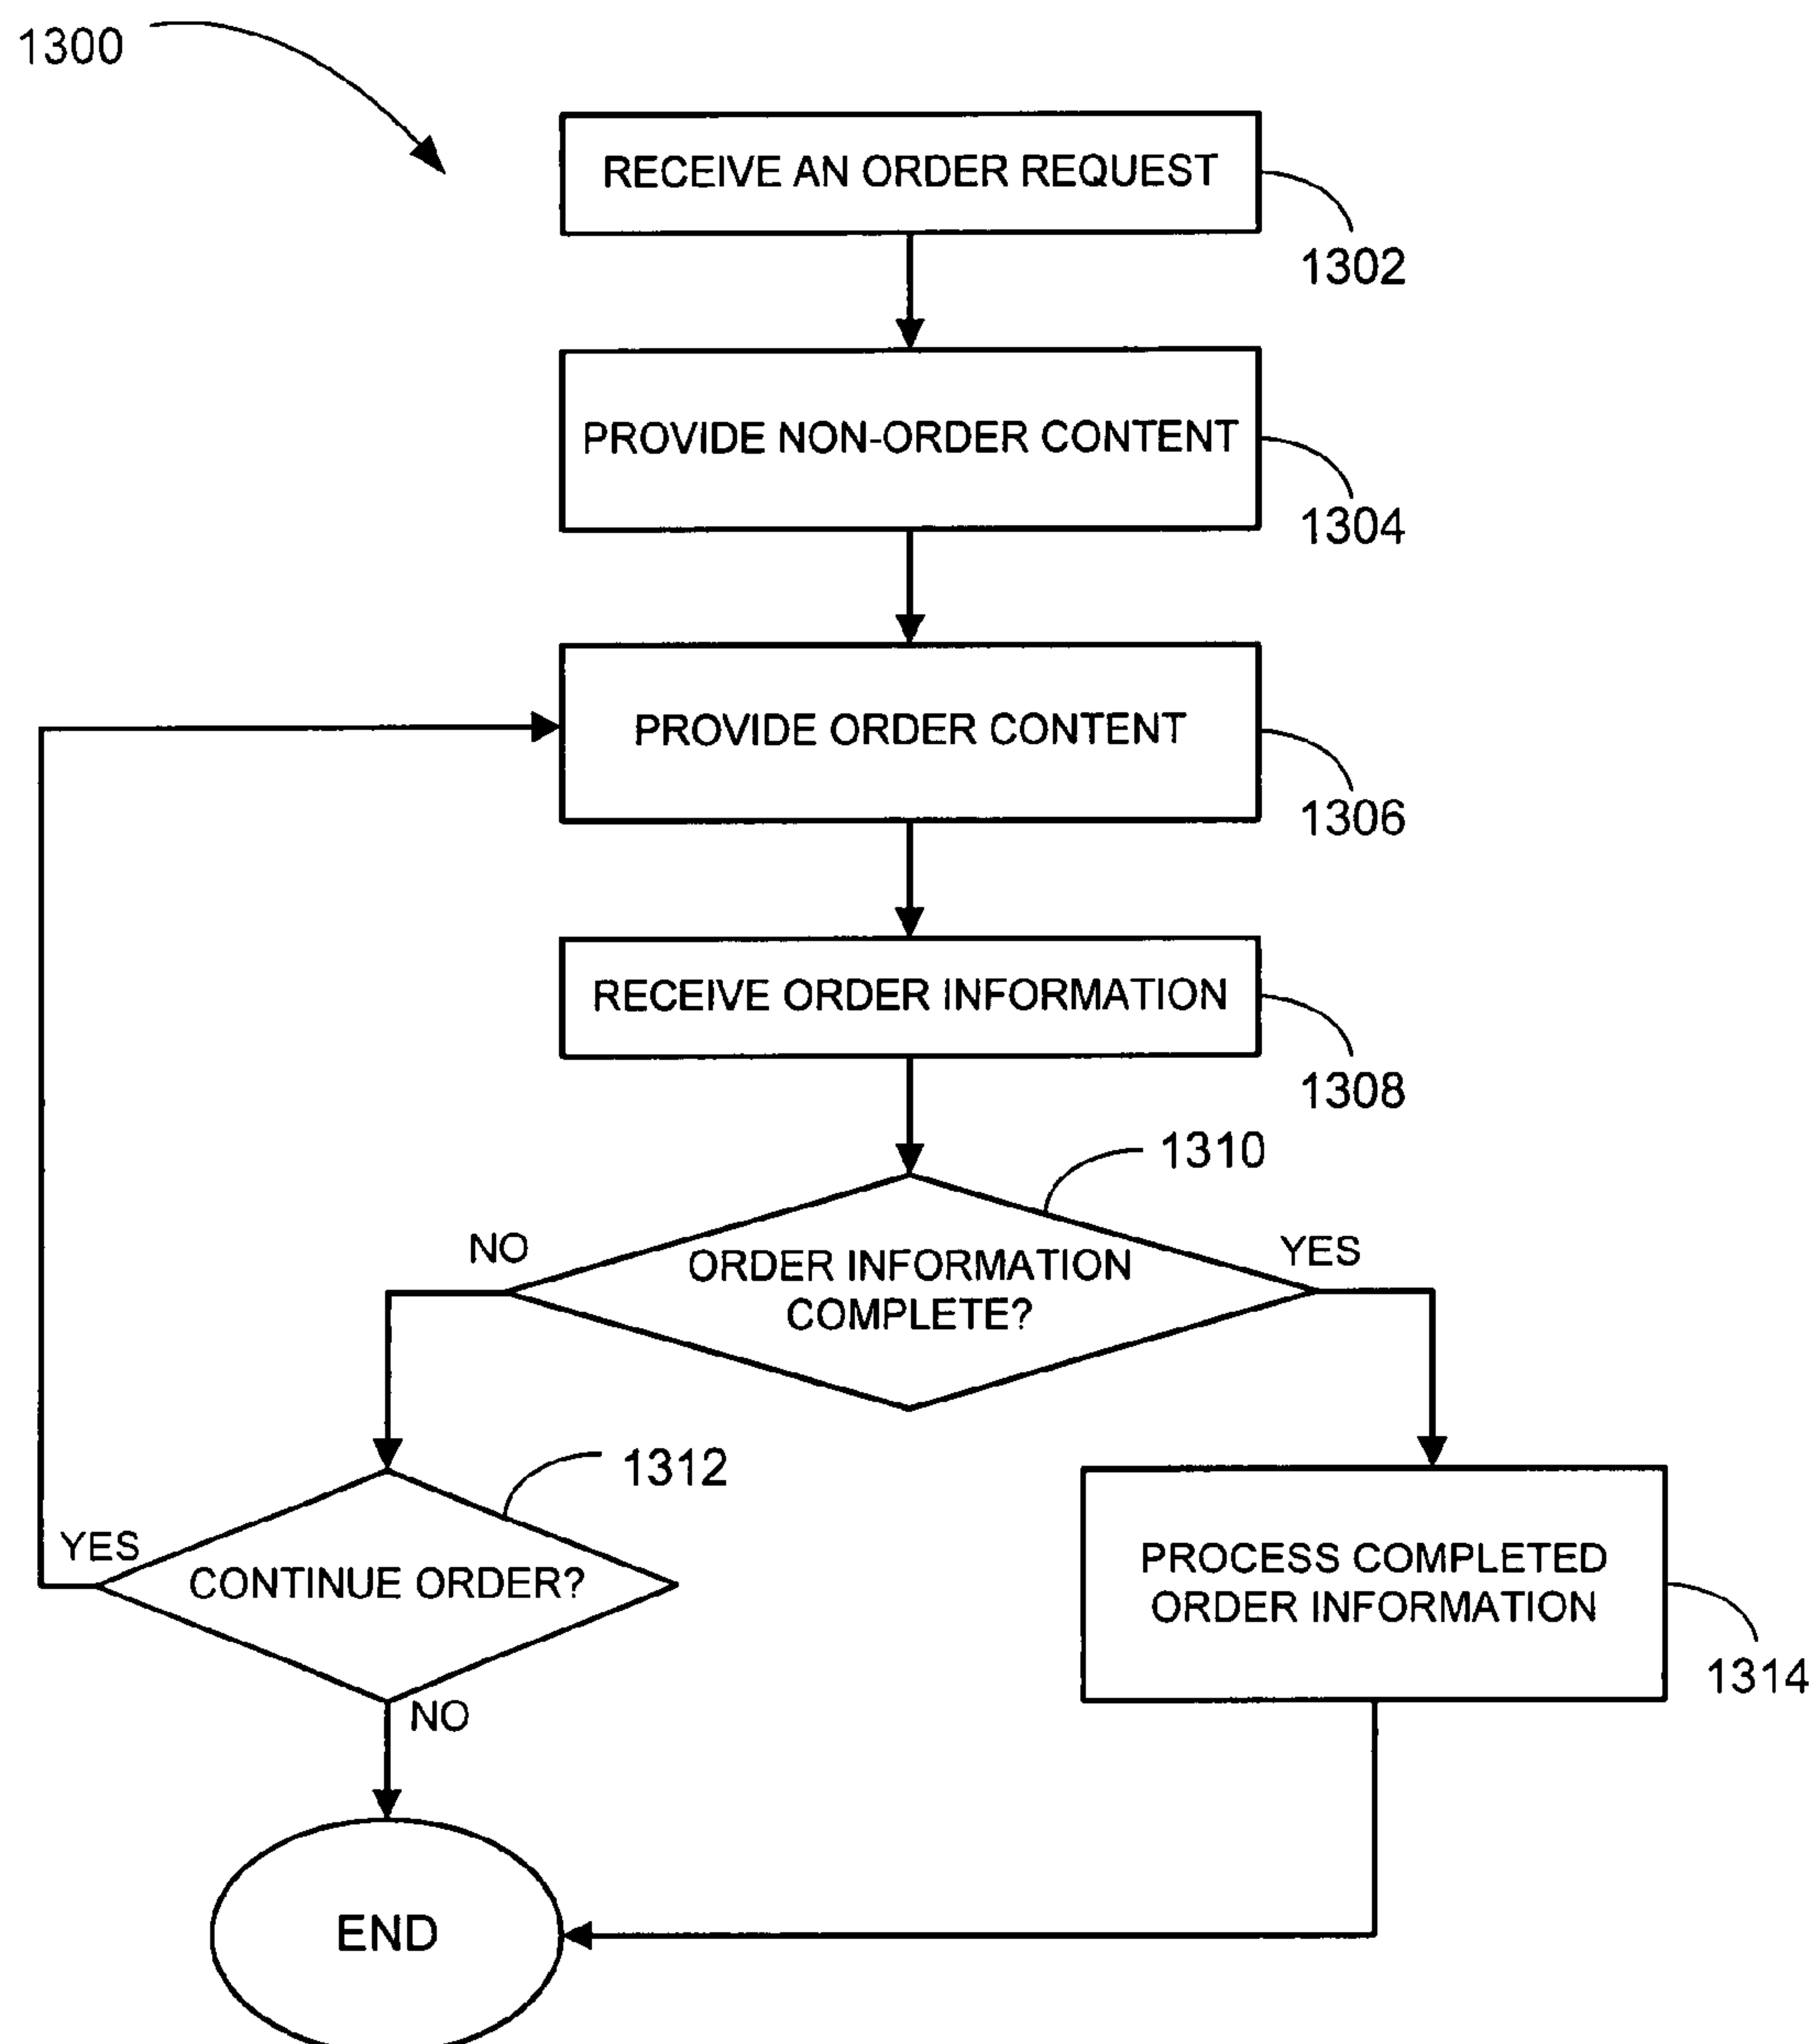 1300
RECEIVE AN ORDER REQUEST
1302
PROVIDE NON-ORDER CONTENT
1304
PROVIDE ORDER CONTENT
1306
RECEIVE ORDER INFORMATION
1308
1310
NO
YES
ORDER INFORMATION
COMPLETE?
1312
YES
CONTINUE ORDER?
PROCESS COMPLETED
ORDER INFORMATION
1314
NO
END